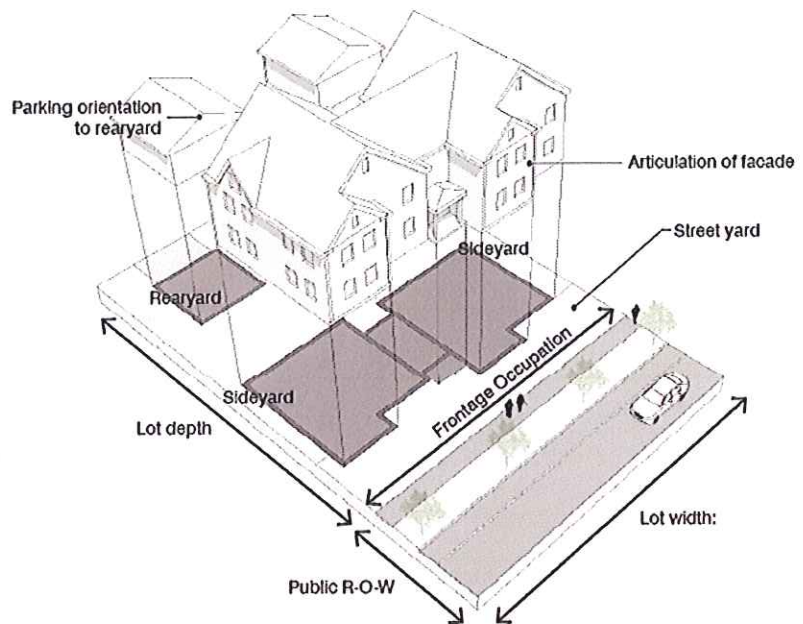 Parking orientation
to rearyard
Articulation of facade
Street yard
Sideyard
Rearyard
Sideyard
Frontage Occupation
Lot depth
Lot width:
Public R-O-W